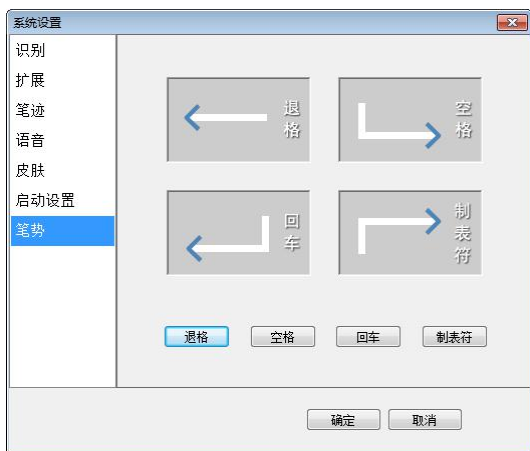 系统设置
识别
扩展
笔迹
语音
皮肤
启动设置
笔势
退格
空格
回车
制表符
退格 空格 回车 制表符
确定 取消